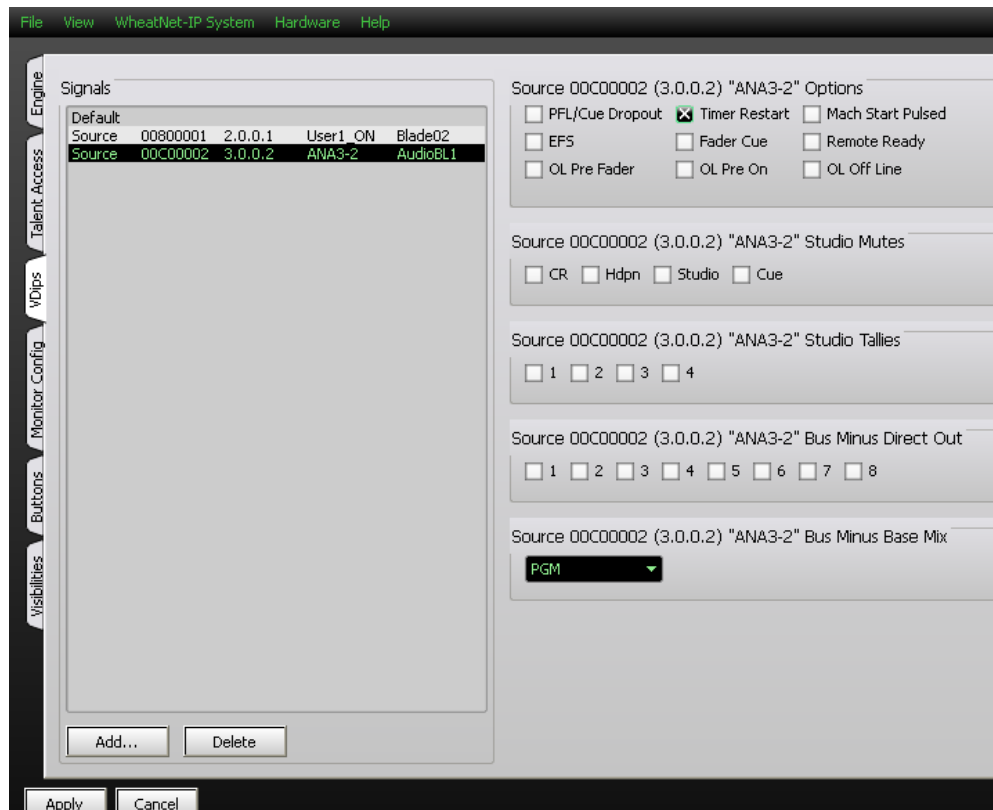 File View WheatNet-IP System Hardware Help
Engine
Talent Access
VDips
Monitor Config
Buttons
Visibilities
Signals
Default
Source 00800001 2.0.0.1 User1_ON Blade02
Source 00C00002 3.0.0.2 ANA3-2 AudioBL1
Add... Delete
Source 00C00002 (3.0.0.2) "ANA3-2" Options
PFL/Cue Dropout Timer Restart Mach Start Pulsed
EFS Fader Cue Remote Ready
OL Pre Fader OL Pre On OL Off Line
Source 00C00002 (3.0.0.2) "ANA3-2" Studio Mutes
CR Hdpn Studio Cue
Source 00C00002 (3.0.0.2) "ANA3-2" Studio Tallies
1 2 3 4
Source 00C00002 (3.0.0.2) "ANA3-2" Bus Minus Direct Out
1 2 3 4 5 6 7 8
Source 00C00002 (3.0.0.2) "ANA3-2" Bus Minus Base Mix
PGM
Apply Cancel